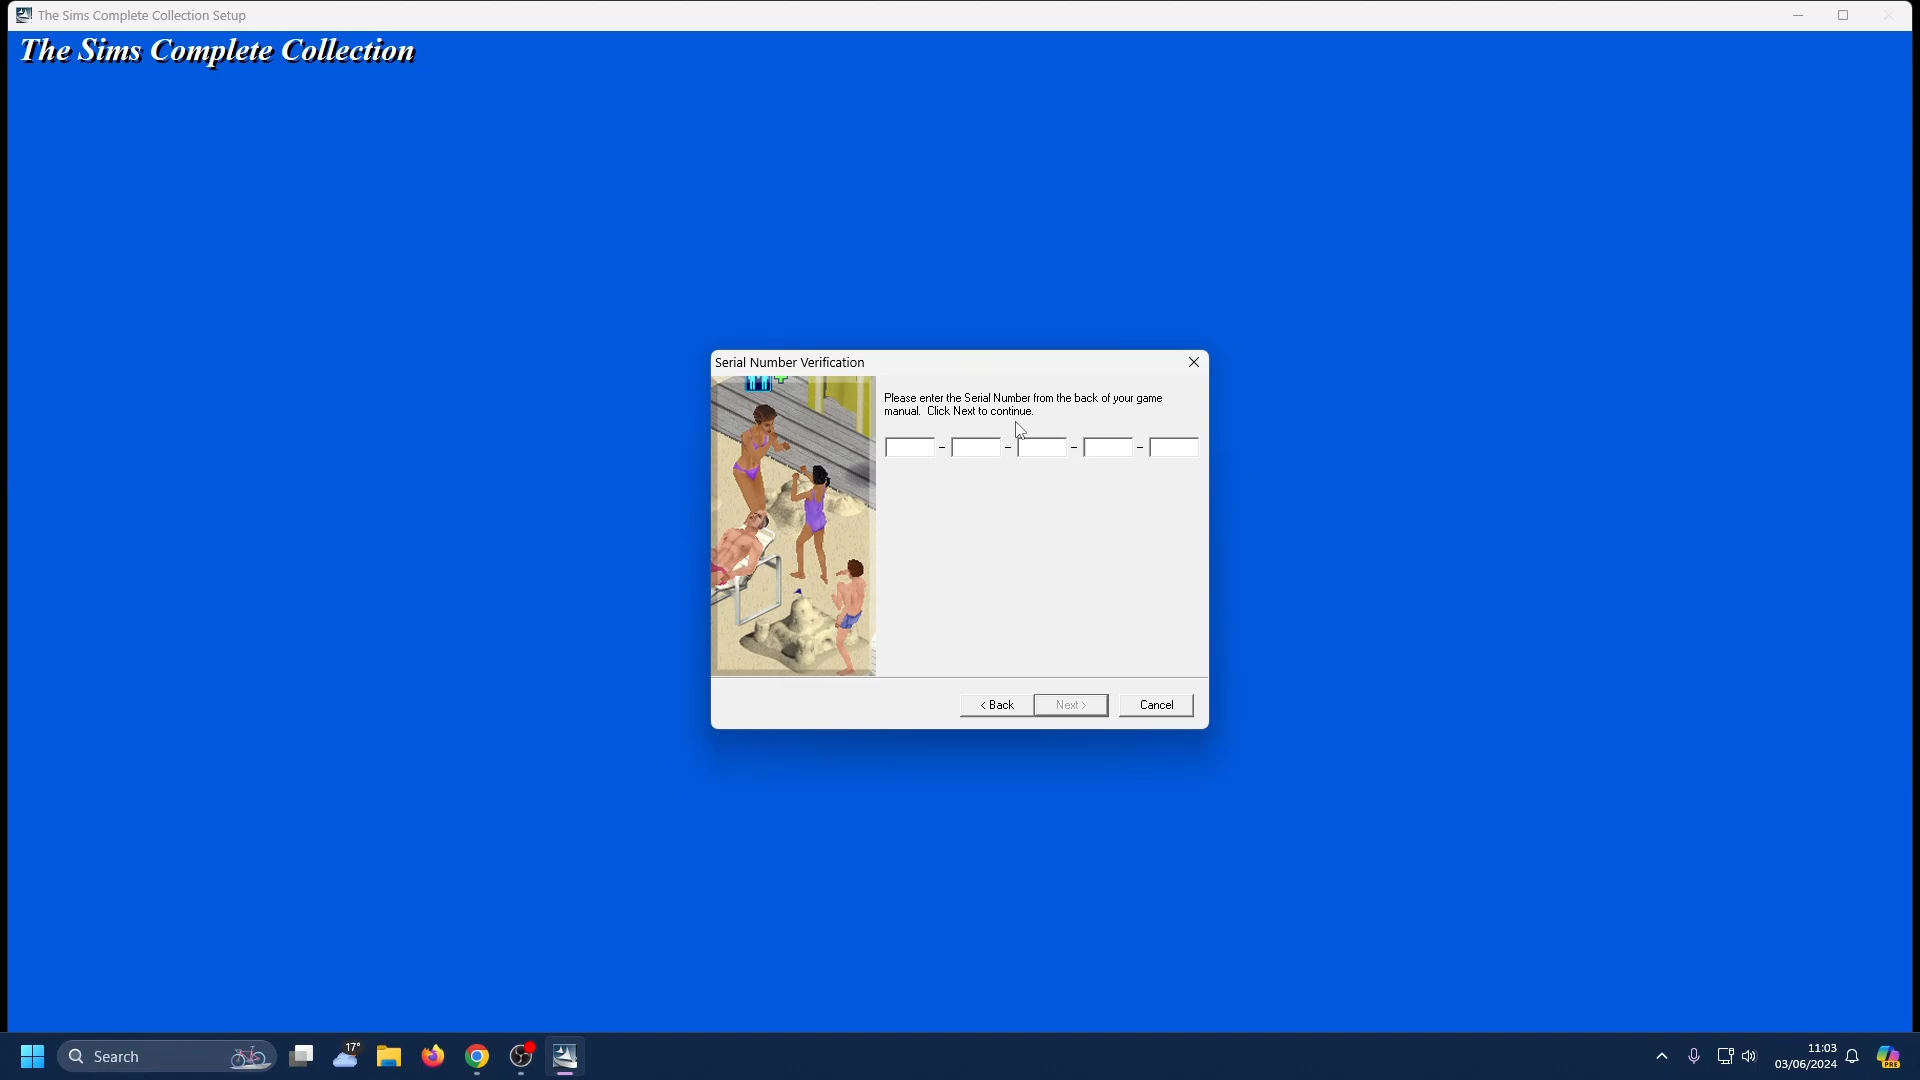 The Sims Complete Collection Setup
The Sims Complete Collection
Serial Number Verification
Please enter the Serial Number from the back of your game
manual. Click Next to continue.
- - - -
< Back Next > Cancel
Search
17°
11:03
03/06/2024
PRE